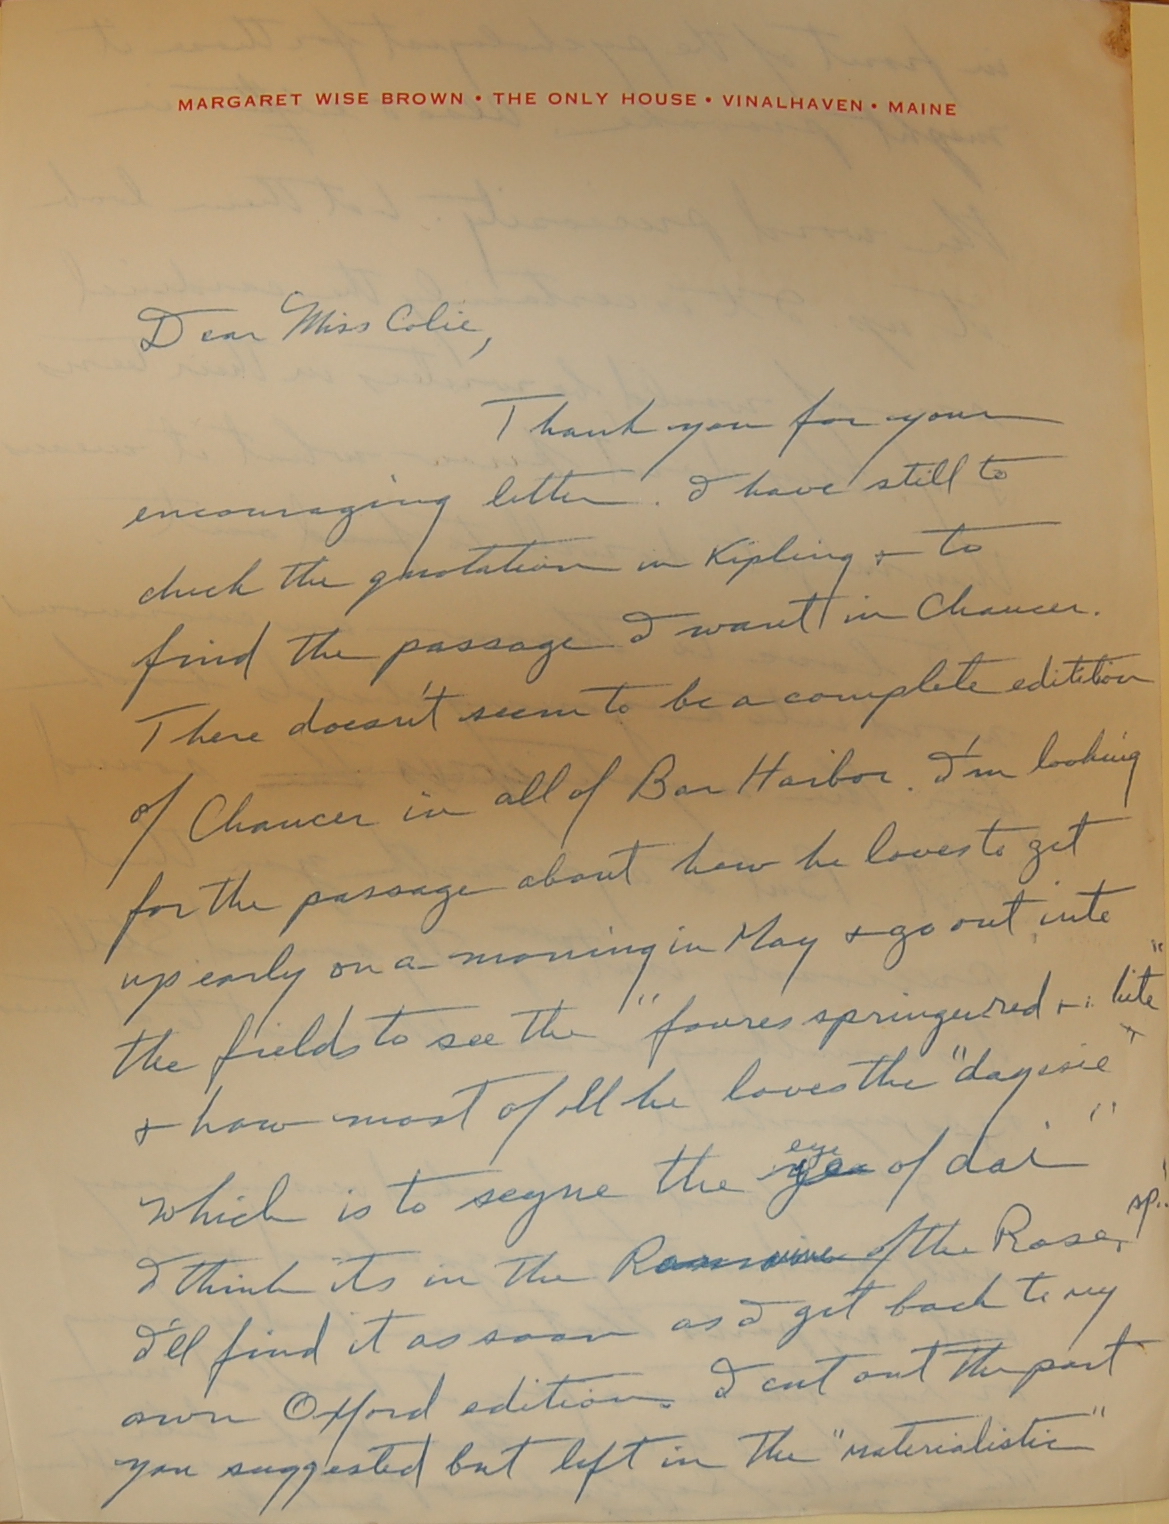 MARGARET WISE BROWN • THE ONLY HOUSE • VINALHAVEN • MAINE
Dear Miss Colie,
Thank you for your
encouraging letter. I have still to
check the quotation in Kipling & to
find the passage I want in Chaucer.
There doesn't seem to be a complete editition
of Chaucer in all of Bar Harbor. I'm looking
for the passage about how he loves to get
up early on a morning in May & go out into
the fields to see the "floures springe red &
& how most of all he loves the "dayesie"
which is to seyne the eye of dai"
I think its in the Romaine of the Rose, sp.
I'll find it as soon as I get back to my
own Oxford edition. I cut out the part
you suggested but left in the "materialistic"